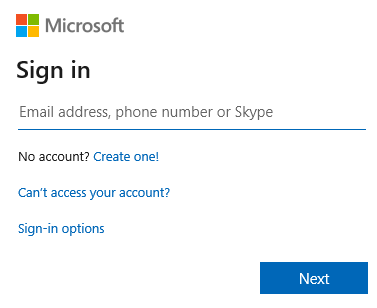 Microsoft
Sign in
Email address, phone number or Skype
No account? Create one!
Can't access your account?
Sign-in options
Next